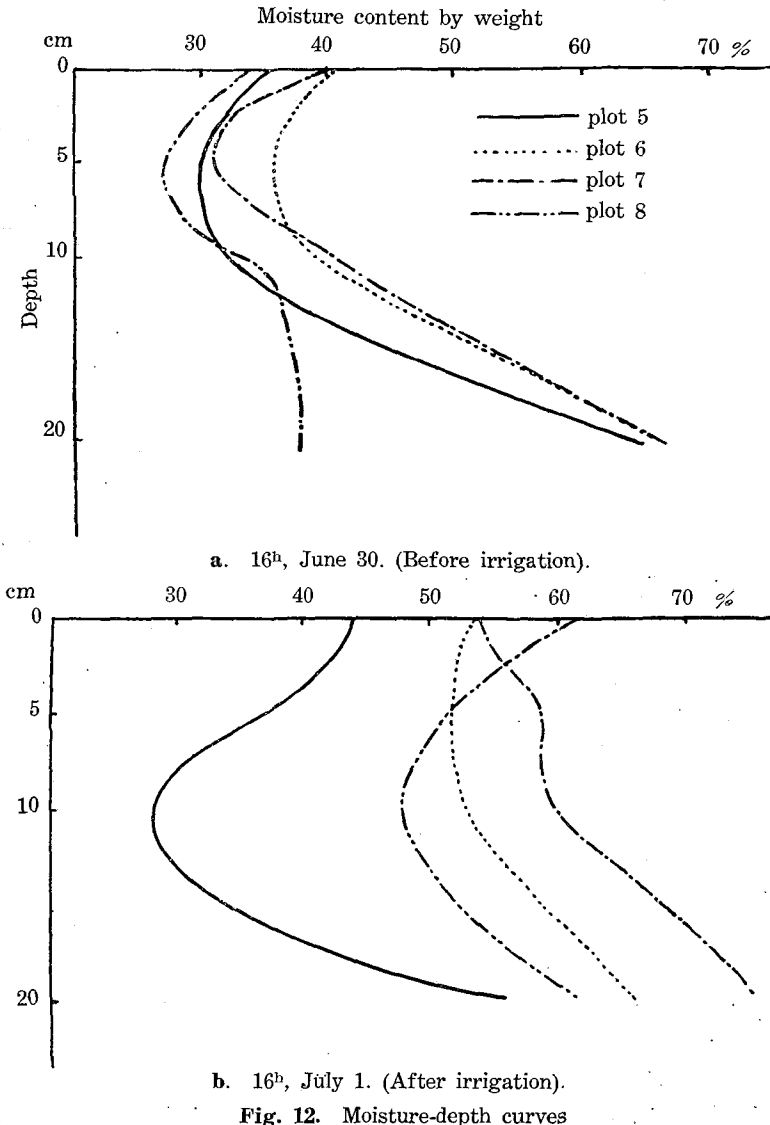 Moisture content by weight
cm 30 40 50 60 70 %
0
plot 5
plot 6
5
plot 7
plot 8
10
Depth
20
a. 16ʰ, June 30. (Before irrigation).
cm 30 40 50 60 70 %
0
5
10
20
b. 16ʰ, July 1. (After irrigation).
Fig. 12. Moisture-depth curves